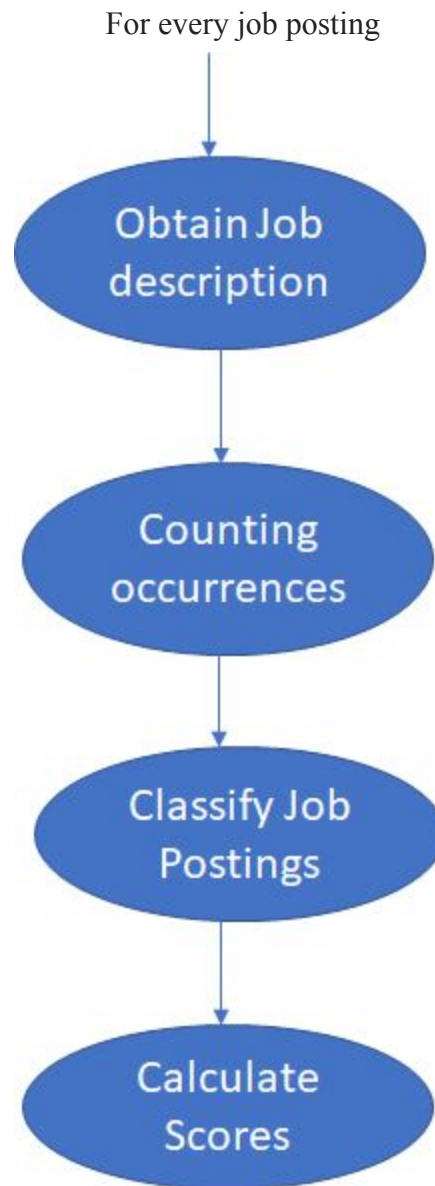 For every job posting
Obtain Job
description
Counting
occurrences
Classify Job
Postings
Calculate
Scores